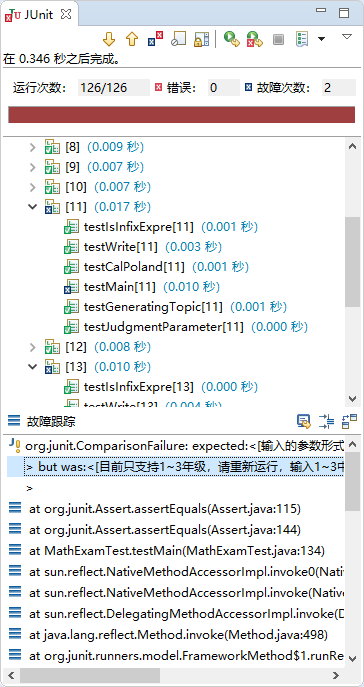 JUnit
在 0.346 秒之后完成。
运行次数： 126/126 错误： 0 故障次数： 2
[8] (0.009 秒)
[9] (0.007 秒)
[10] (0.007 秒)
[11] (0.017 秒)
testIsInfixExpre[11] (0.001 秒)
testWrite[11] (0.003 秒)
testCalPoland[11] (0.001 秒)
testMain[11] (0.010 秒)
testGeneratingTopic[11] (0.001 秒)
testJudgmentParameter[11] (0.000 秒)
[12] (0.008 秒)
[13] (0.010 秒)
testIsInfixExpre[13] (0.000 秒)
testWrite[13] (0.004 秒)
故障跟踪
org.junit.ComparisonFailure: expected:<[输入的参数形式
> but was:<[目前只支持1~3年级，请重新运行，输入1~3中
>
at org.junit.Assert.assertEquals(Assert.java:115)
at org.junit.Assert.assertEquals(Assert.java:144)
at MathExamTest.testMain(MathExamTest.java:134)
at sun.reflect.NativeMethodAccessorImpl.invoke0(Nativ
at sun.reflect.NativeMethodAccessorImpl.invoke(Native
at sun.reflect.DelegatingMethodAccessorImpl.invoke(D
at java.lang.reflect.Method.invoke(Method.java:498)
at org.junit.runners.model.FrameworkMethod$1.runRe